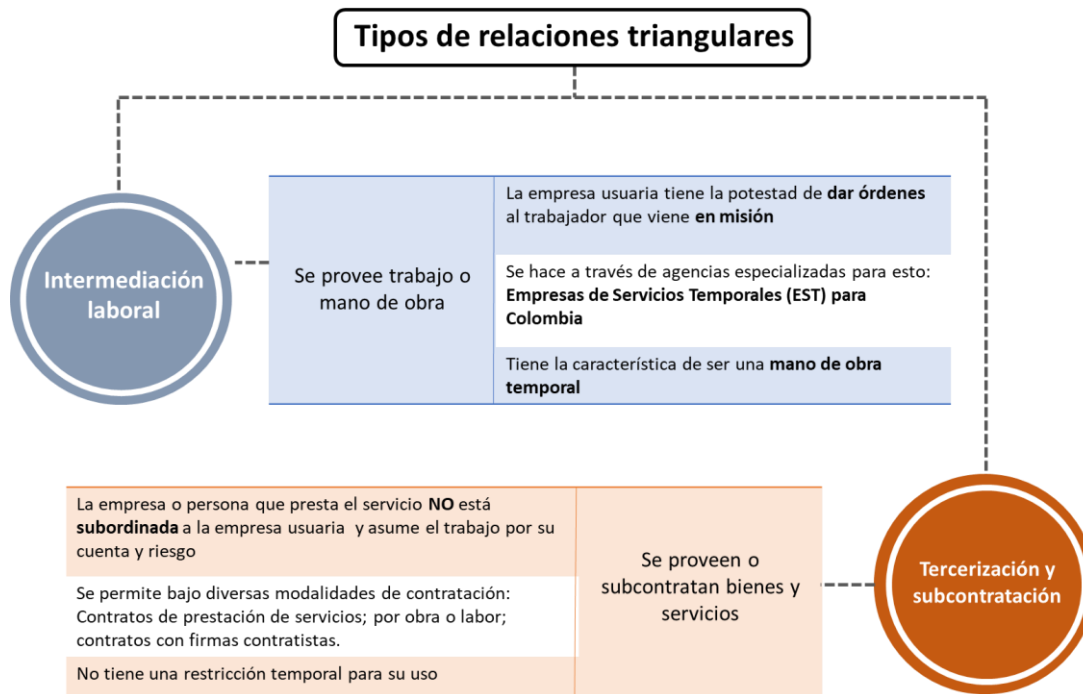 Tipos de relaciones triangulares
Intermediación
laboral
Se provee trabajo o
mano de obra
La empresa usuaria tiene la potestad de dar órdenes
al trabajador que viene en misión
Se hace a través de agencias especializadas para esto:
Empresas de Servicios Temporales (EST) para
Colombia
Tiene la característica de ser una mano de obra
temporal
La empresa o persona que presta el servicio NO está
subordinada a la empresa usuaria y asume el trabajo por su
cuenta y riesgo
Se permite bajo diversas modalidades de contratación:
Contratos de prestación de servicios; por obra o labor;
contratos con firmas contratistas.
No tiene una restricción temporal para su uso
Se proveen o
subcontratan bienes y
servicios
Tercerización y
subcontratación